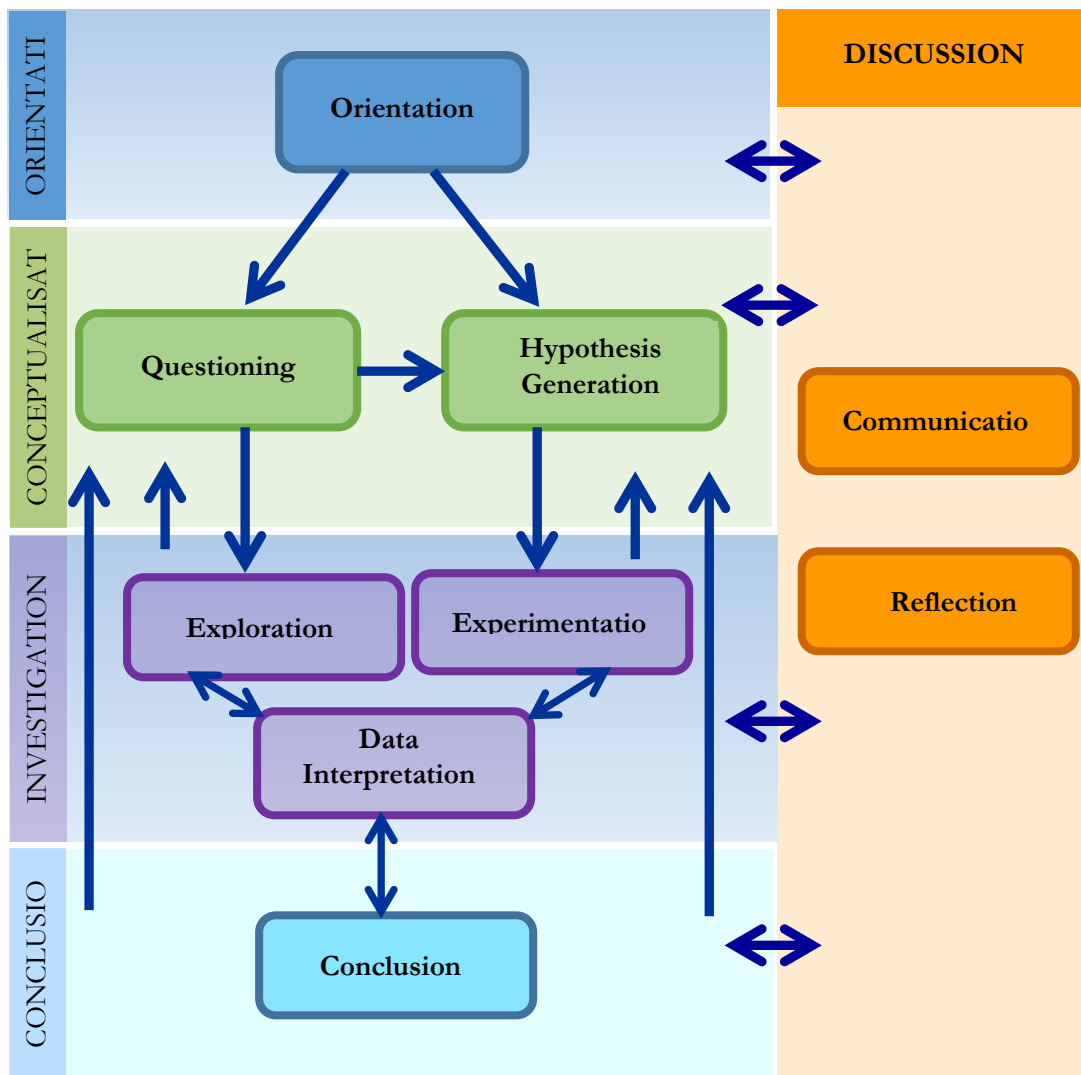 ORIENTATI
Orientation
DISCUSSION
CONCEPTUALISAT
Questioning
Hypothesis
Generation
Communicatio
INVESTIGATION
Exploration
Experimentatio
Reflection
Data
Interpretation
CONCLUSIO
Conclusion